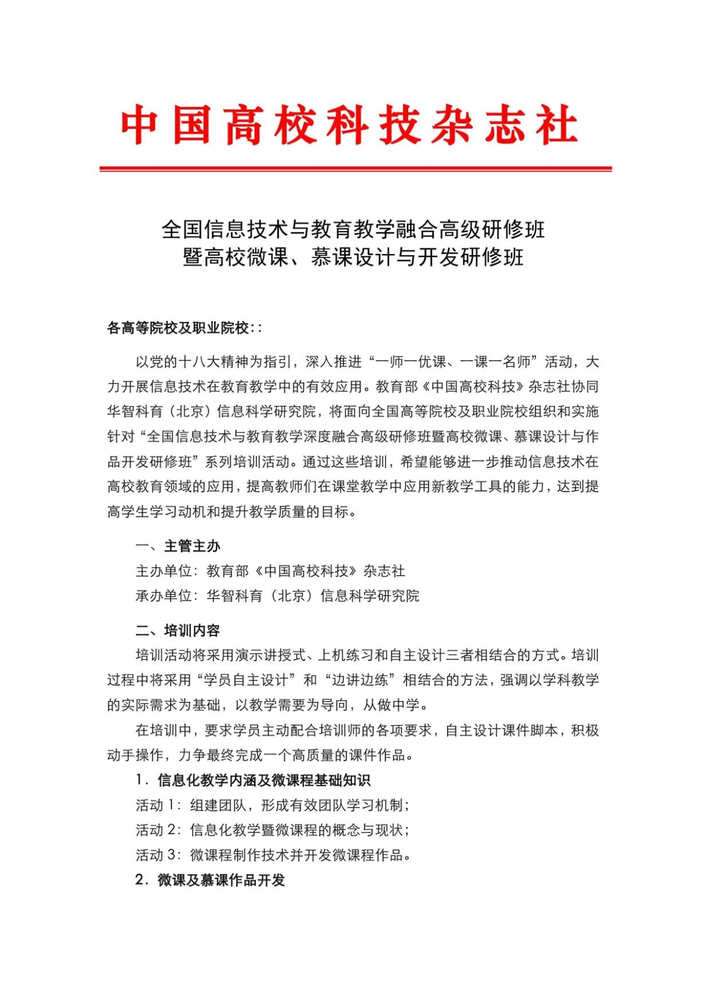 中国高校科技杂志社
全国信息技术与教育教学融合高级研修班
暨高校微课、慕课设计与开发研修班
各高等院校及职业院校：:
以党的十八大精神为指引，深入推进“一师一优课、一课一名师”活动，大
力开展信息技术在教育教学中的有效应用。教育部《中国高校科技》杂志社协同
华智科育（北京）信息科学研究院，将面向全国高等院校及职业院校组织和实施
针对“全国信息技术与教育教学深度融合高级研修班暨高校微课、慕课设计与作
品开发研修班”系列培训活动。通过这些培训，希望能够进一步推动信息技术在
高校教育领域的应用，提高教师们在课堂教学中应用新教学工具的能力，达到提
高学生学习动机和提升教学质量的目标。
一、主管主办
主办单位：教育部《中国高校科技》杂志社
承办单位：华智科育（北京）信息科学研究院
二、培训内容
培训活动将采用演示讲授式、上机练习和自主设计三者相结合的方式。培训
过程中将采用“学员自主设计”和“边讲边练”相结合的方法，强调以学科教学
的实际需求为基础，以教学需要为导向，从做中学。
在培训中，要求学员主动配合培训师的各项要求，自主设计课件脚本，积极
动手操作，力争最终完成一个高质量的课件作品。
1. 信息化教学内涵及微课程基础知识
活动 1：组建团队，形成有效团队学习机制；
活动 2：信息化教学暨微课程的概念与现状；
活动 3：微课程制作技术并开发微课程作品。
2. 微课及慕课作品开发